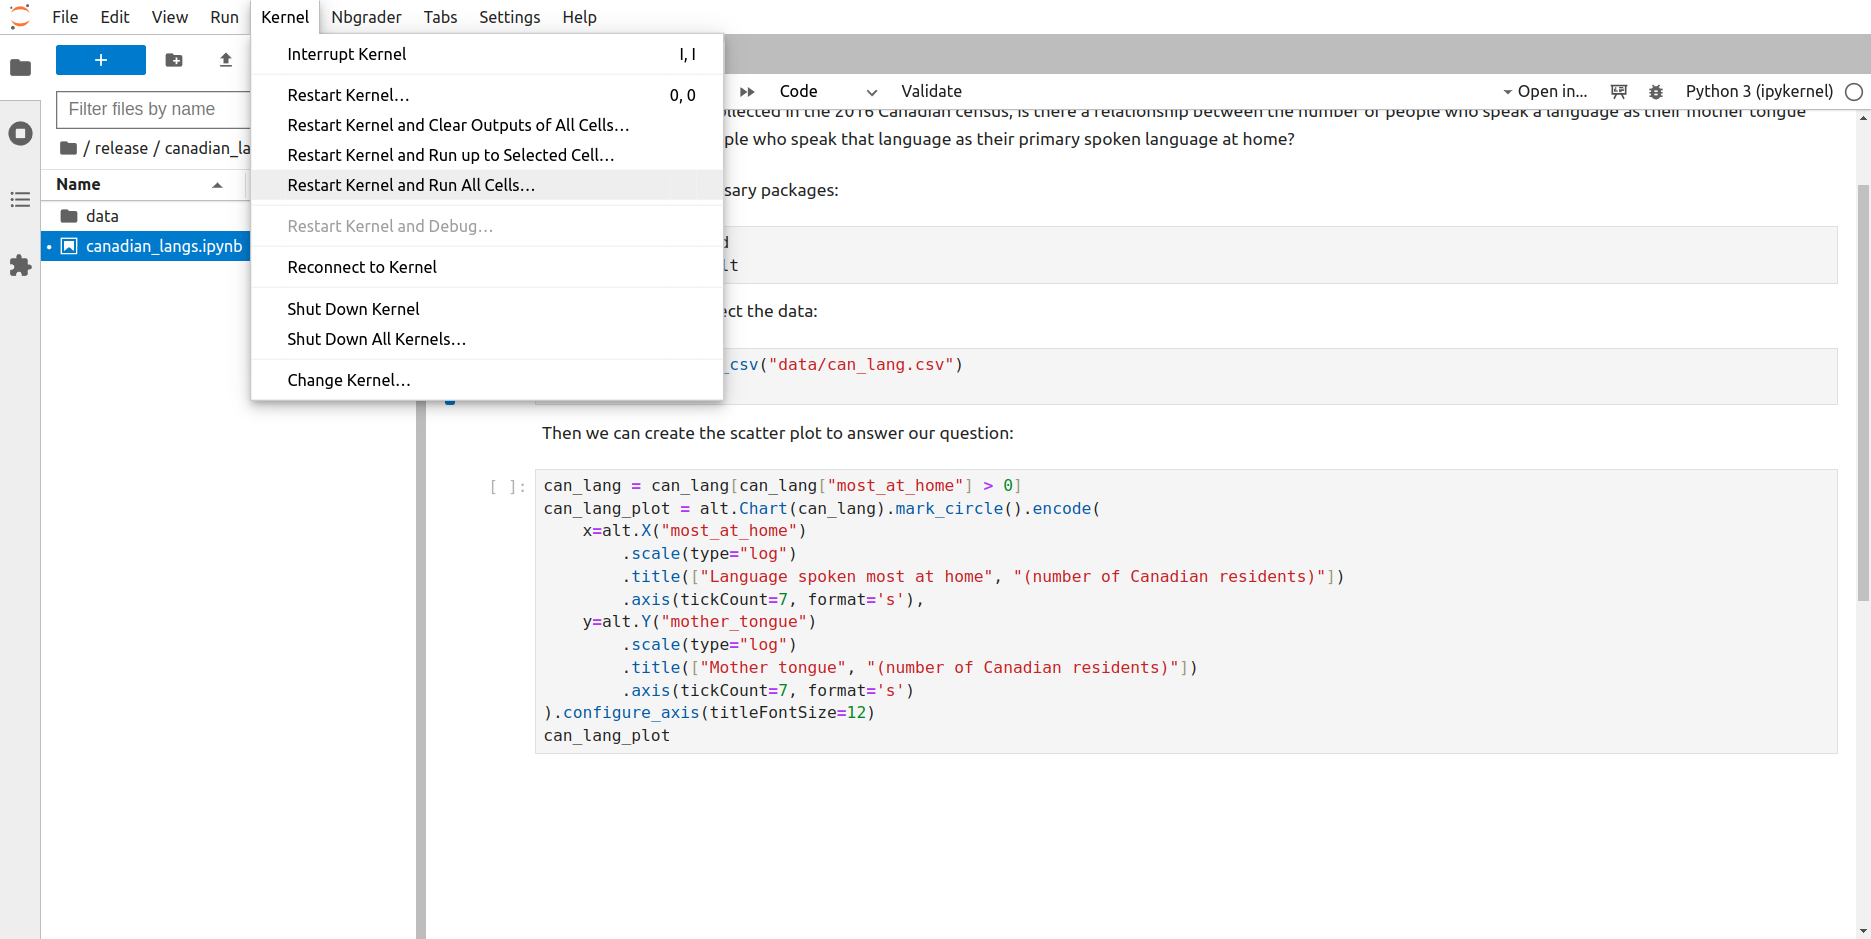 File Edit View Run Kernel Nbgrader Tabs Settings Help
Interrupt Kernel I, I
Restart Kernel… 0, 0
Restart Kernel and Clear Outputs of All Cells…
Restart Kernel and Run up to Selected Cell…
Restart Kernel and Run All Cells…
Restart Kernel and Debug…
Reconnect to Kernel
Shut Down Kernel
Shut Down All Kernels…
Change Kernel…
+
Filter files by name
/ release / canadian_la
Name
data
canadian_langs.ipynb
Code Validate Open in... Python 3 (ipykernel)
llected in the 2016 Canadian census, is there a relationship between the number of people who speak a language as their mother tongue
ple who speak that language as their primary spoken language at home?
sary packages:
d
lt
ect the data:
_csv("data/can_lang.csv")
Then we can create the scatter plot to answer our question:
[ ]:
can_lang = can_lang[can_lang["most_at_home"] > 0]
can_lang_plot = alt.Chart(can_lang).mark_circle().encode(
    x=alt.X("most_at_home")
        .scale(type="log")
        .title(["Language spoken most at home", "(number of Canadian residents)"])
        .axis(tickCount=7, format='s'),
    y=alt.Y("mother_tongue")
        .scale(type="log")
        .title(["Mother tongue", "(number of Canadian residents)"])
        .axis(tickCount=7, format='s')
).configure_axis(titleFontSize=12)
can_lang_plot